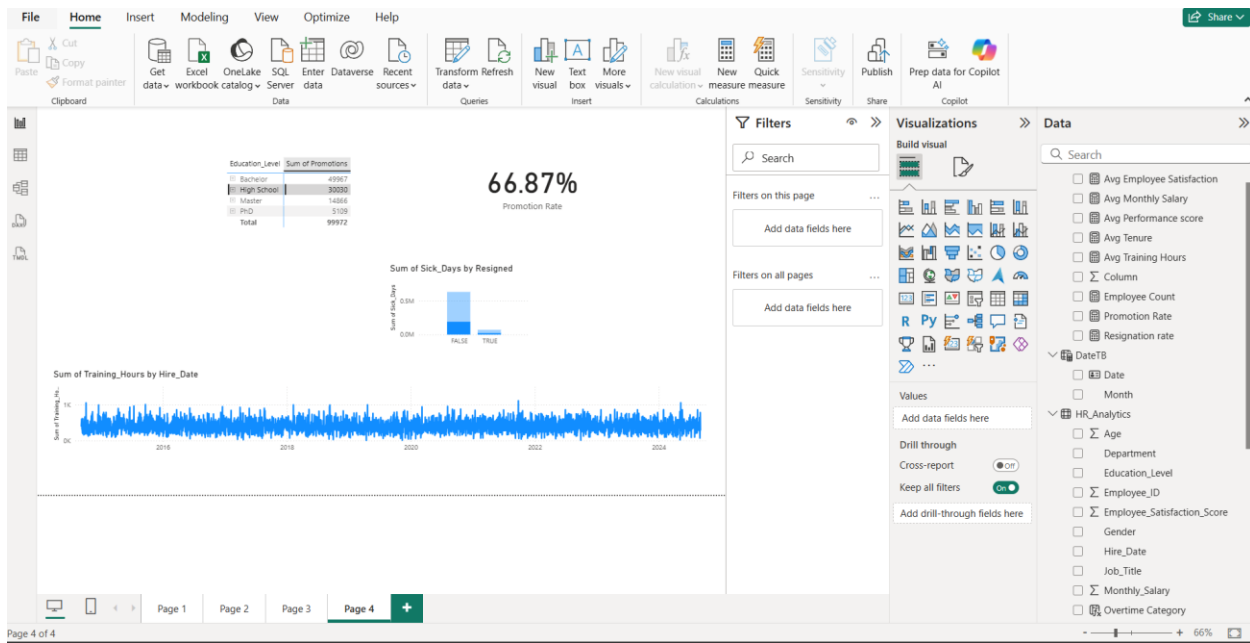 File Home Insert Modeling View Optimize Help Share
Paste
Cut
Copy
Format painter
Clipboard
Get data
Excel workbook
OneLake catalog
SQL Server
Enter data
Dataverse
Recent sources
Data
Transform data
Refresh
Queries
New visual
Text box
More visuals
Insert
New visual calculation
New measure
Quick measure
Calculations
Sensitivity
Sensitivity
Publish
Share
Prep data for AI
Copilot
Copilot
Education_Level Sum of Promotions
Bachelor 49967
High School 30030
Master 14866
PhD 5109
Total 99972
66.87%
Promotion Rate
Sum of Sick_Days by Resigned
Sum of Sick_Days
0.5M
0.0M
FALSE TRUE
Sum of Training_Hours by Hire_Date
Sum of Training_Ho...
1K
0K
2016 2018 2020 2022 2024
Filters
Search
Filters on this page ...
Add data fields here
Filters on all pages ...
Add data fields here
Visualizations
Build visual
123
R Py
...
Values
Add data fields here
Drill through
Cross-report Off
Keep all filters On
Add drill-through fields here
Data
Search
Avg Employee Satisfaction
Avg Monthly Salary
Avg Performance score
Avg Tenure
Avg Training Hours
Column
Employee Count
Promotion Rate
Resignation rate
DateTB
Date
Month
HR_Analytics
Age
Department
Education_Level
Employee_ID
Employee_Satisfaction_Score
Gender
Hire_Date
Job_Title
Monthly_Salary
Overtime Category
Page 1 Page 2 Page 3 Page 4 +
Page 4 of 4
- + 66%